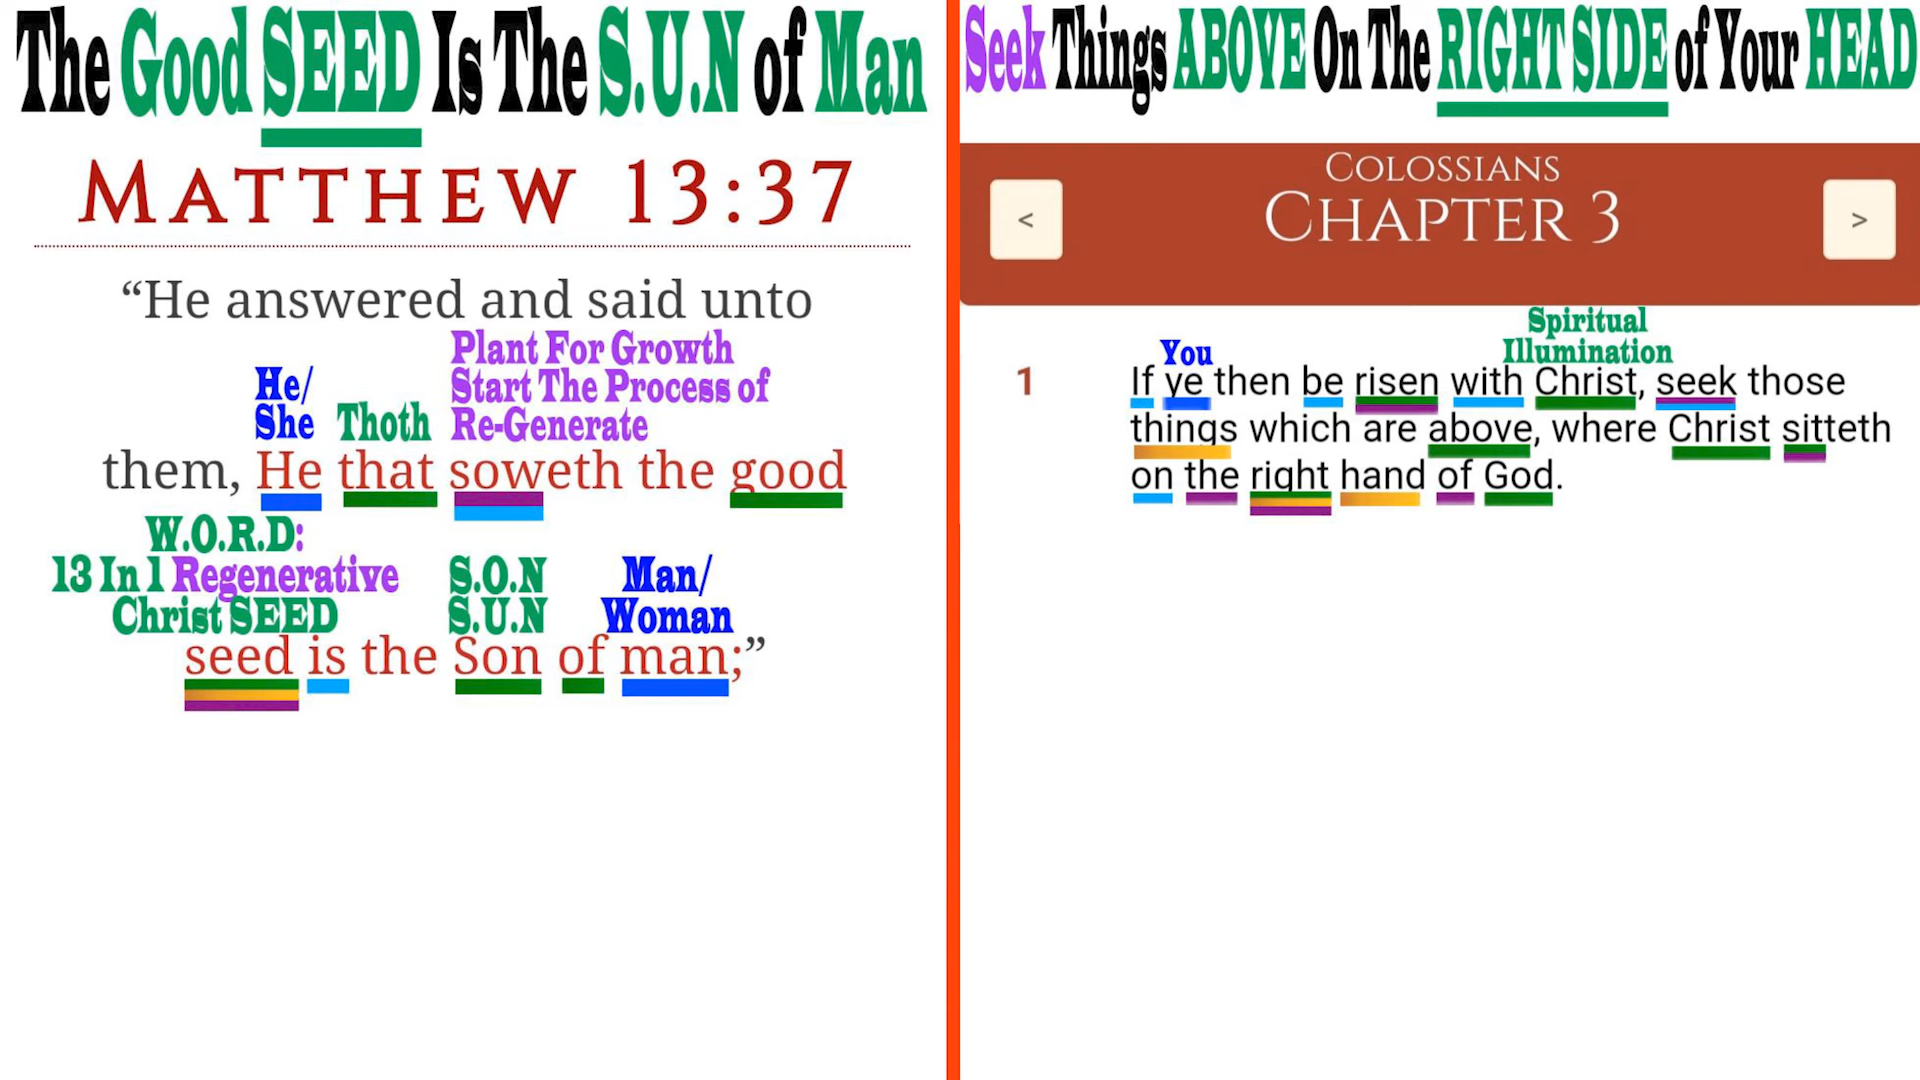 The Good SEED Is The S.U.N of Man
MATTHEW 13:37
“He answered and said unto
Plant For Growth
He/ Start The Process of
She Thoth Re-Generate
them, He that soweth the good
W.O.R.D:
13 In 1 Regenerative S.O.N Man/
Christ SEED S.U.N Woman
seed is the Son of man;”
Seek Things ABOVE On The RIGHT SIDE of Your HEAD
COLOSSIANS
< CHAPTER 3 >
Spiritual
You Illumination
1 If ye then be risen with Christ, seek those
things which are above, where Christ sitteth
on the right hand of God.